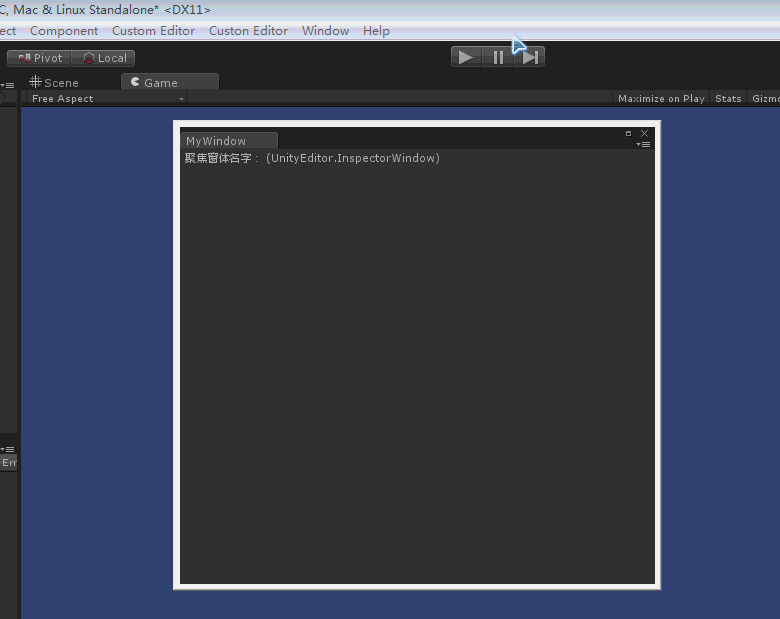 C, Mac & Linux Standalone* <DX11>
ect Component Custom Editor Custon Editor Window Help
Pivot Local
Scene Game
Free Aspect Maximize on Play Stats Gizmo
MyWindow
聚焦窗体名字： (UnityEditor.InspectorWindow)
Err